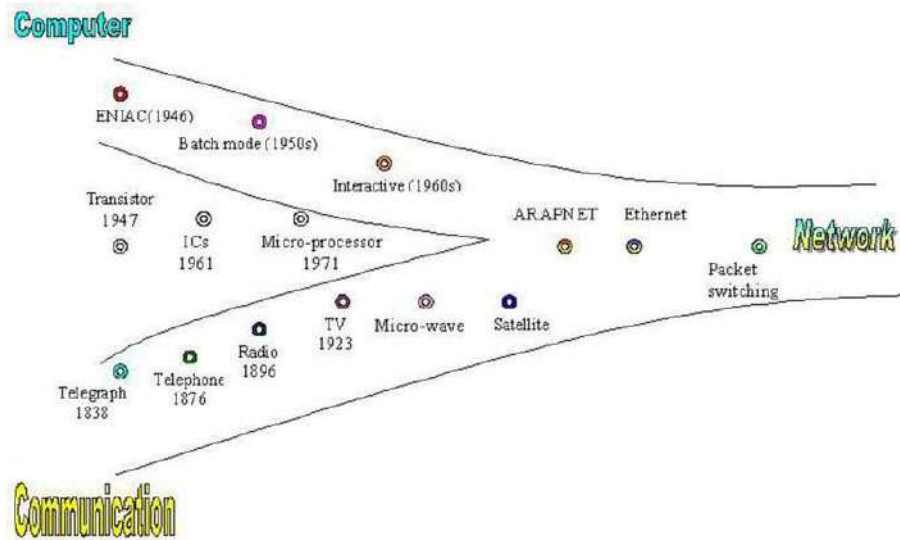 Computer
ENIAC(1946)
Batch mode (1950s)
Interactive (1960s)
Transistor
1947
ICs
1961
Micro-processor
1971
ARAPNET
Ethernet
Network
Packet
switching
TV
1923
Micro-wave
Satellite
Radio
1896
Telephone
1876
Telegraph
1838
Communication